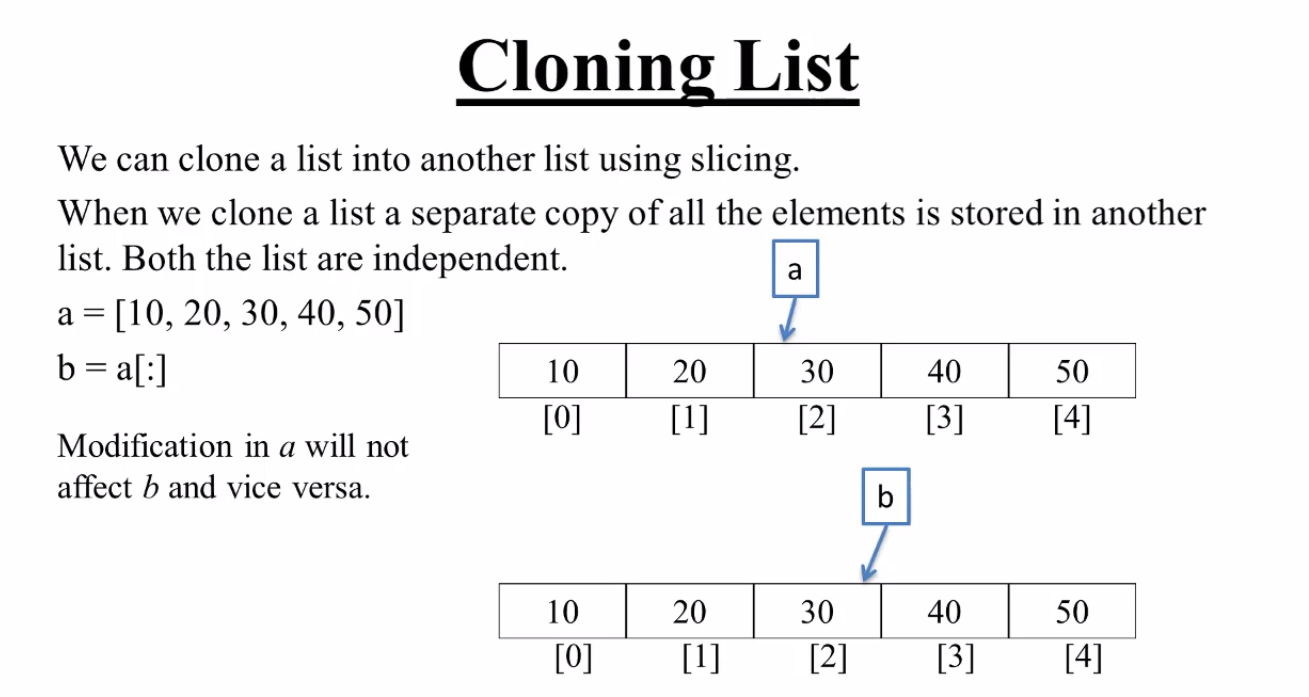 Cloning List
We can clone a list into another list using slicing.
When we clone a list a separate copy of all the elements is stored in another
list. Both the list are independent.
a
a = [10, 20, 30, 40, 50]
b = a[:]
10 20 30 40 50
[0] [1] [2] [3] [4]
Modification in a will not
affect b and vice versa.
b
10 20 30 40 50
[0] [1] [2] [3] [4]